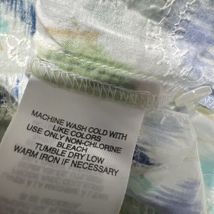 MACHINE WASH COLD WITH
LIKE COLORS
USE ONLY NON-CHLORINE
BLEACH
TUMBLE DRY LOW
WARM IRON IF NECESSARY